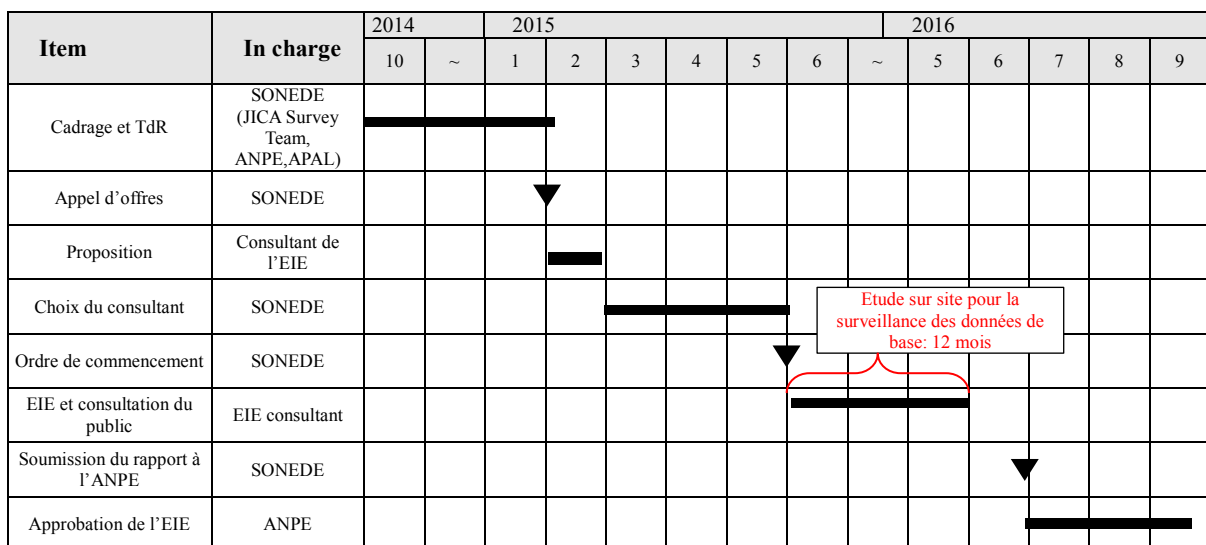 Item
In charge
2014
2015
2016
10 ~ 1 2 3 4 5 6 ~ 5 6 7 8 9
Cadrage et TdR
SONEDE
(JICA Survey
Team,
ANPE,APAL)
Appel d’offres
SONEDE
Proposition
Consultant de
l’EIE
Choix du consultant
SONEDE
Etude sur site pour la
surveillance des données de
base: 12 mois
Ordre de commencement
SONEDE
EIE et consultation du
public
EIE consultant
Soumission du rapport à
l’ANPE
SONEDE
Approbation de l’EIE
ANPE